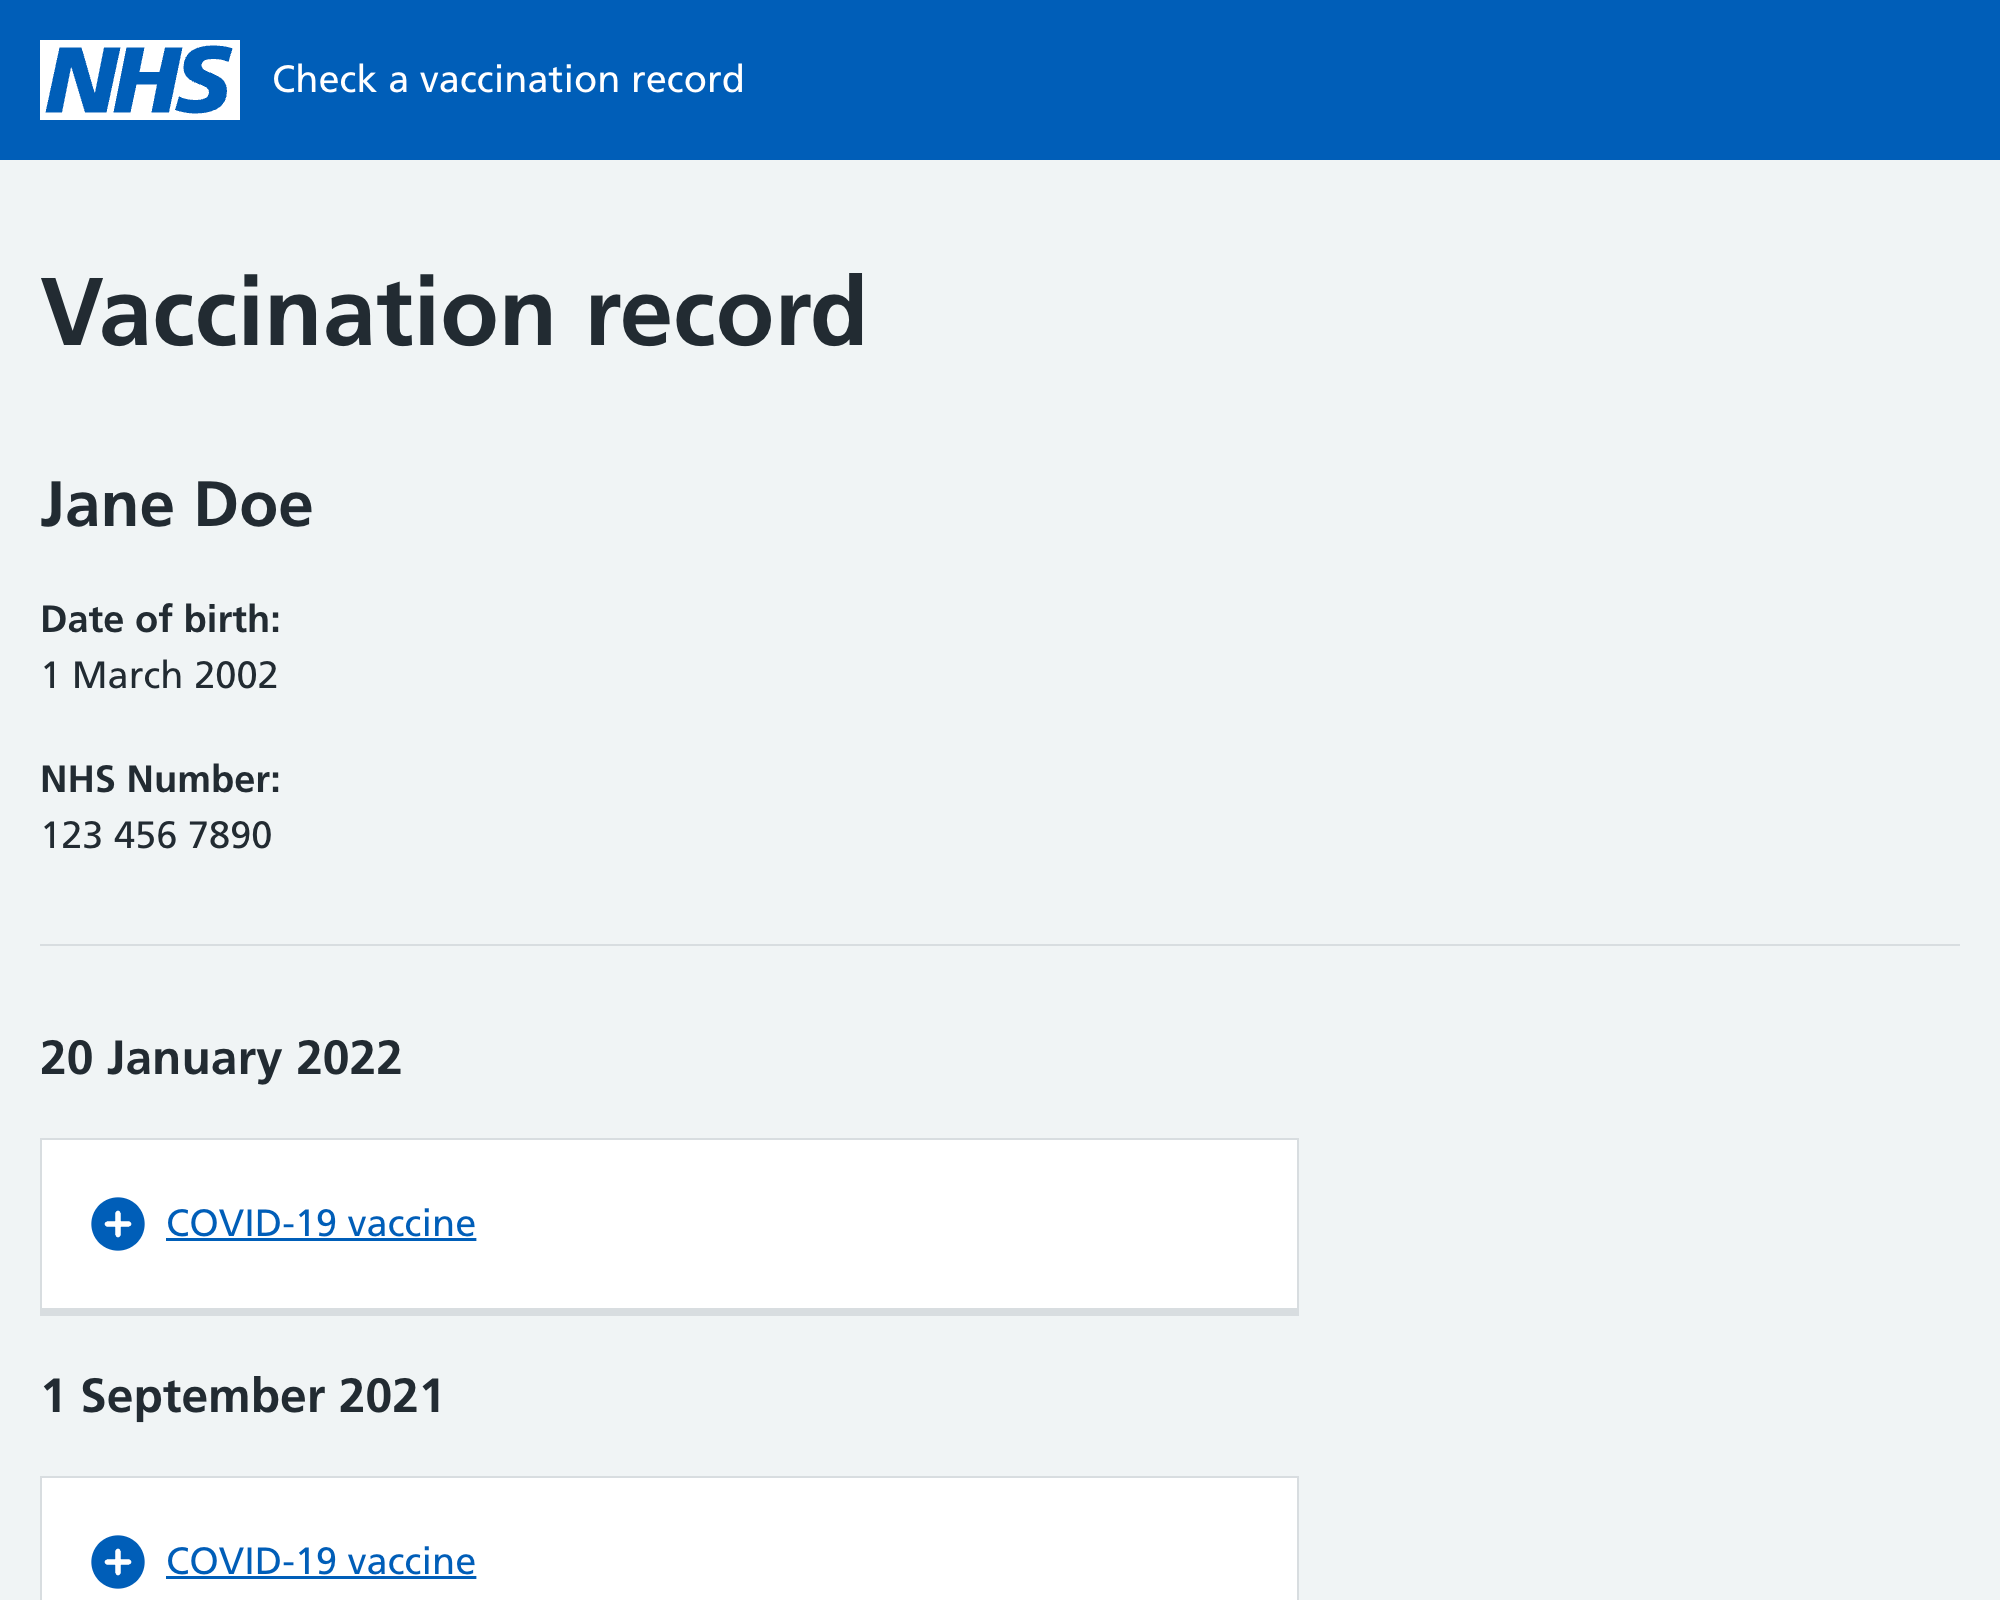 NHS Check a vaccination record
Vaccination record
Jane Doe
Date of birth:
1 March 2002
NHS Number:
123 456 7890
20 January 2022
COVID-19 vaccine
1 September 2021
COVID-19 vaccine